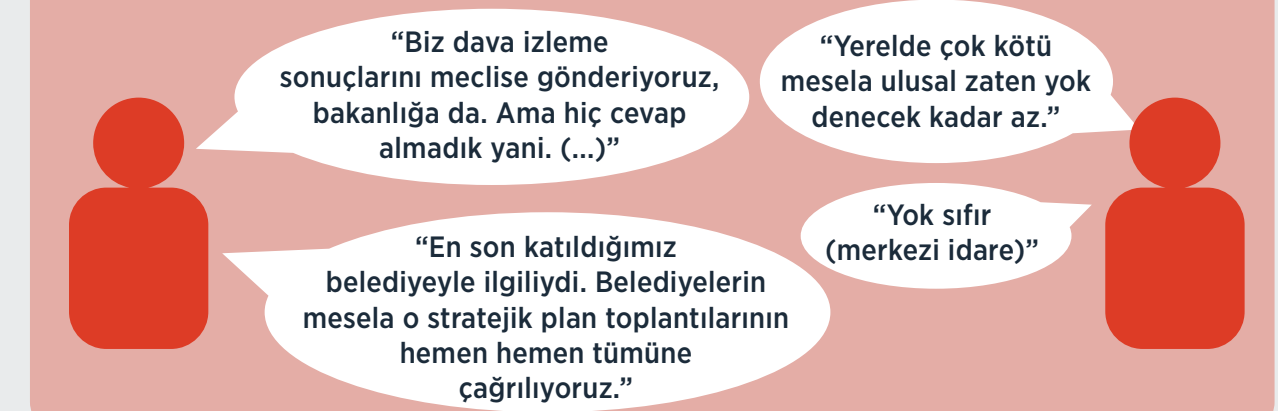 “Biz dava izleme
sonuçlarını meclise gönderiyoruz,
bakanlığa da. Ama hiç cevap
almadık yani. (...)”
“Yerelde çok kötü
mesela ulusal zaten yok
denecek kadar az.”
“En son katıldığımız
belediyeyle ilgiliydi. Belediyelerin
mesela o stratejik plan toplantılarının
hemen hemen tümüne
çağrılıyoruz.”
“Yok sıfır
(merkezi idare)”